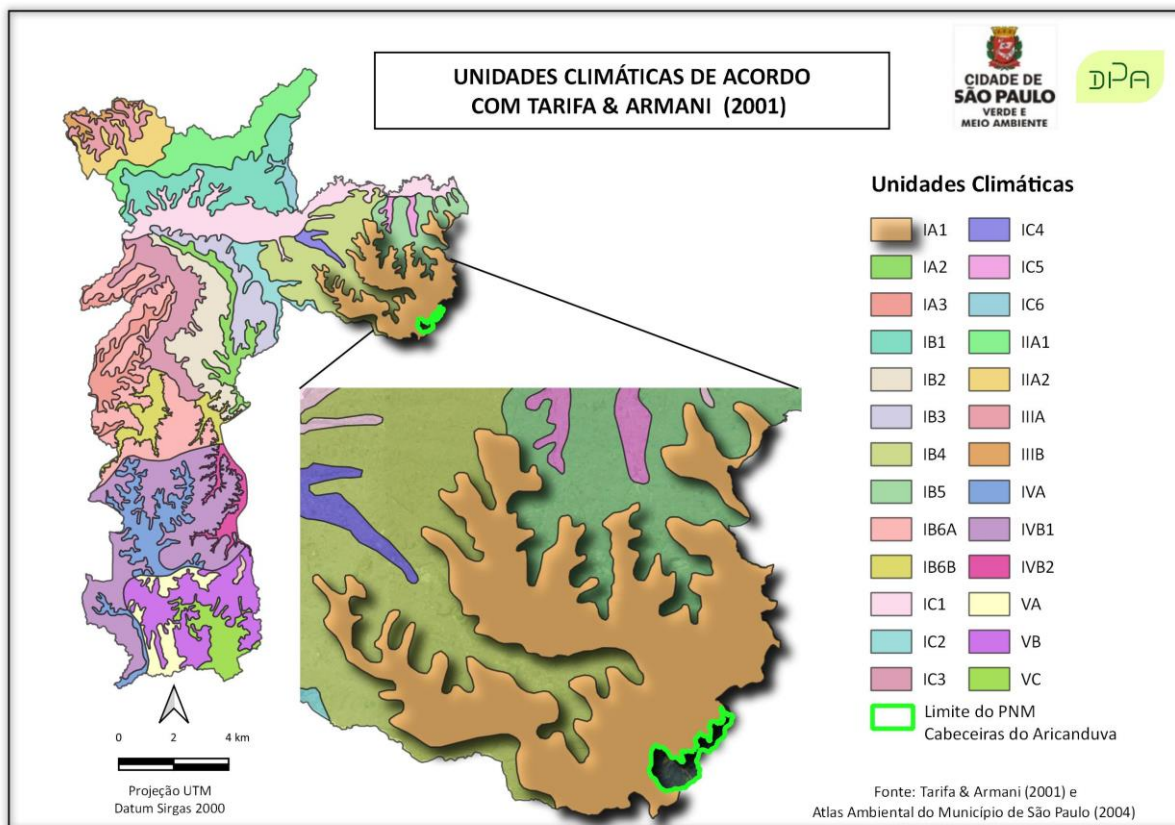 UNIDADES CLIMÁTICAS DE ACORDO
COM TARIFA & ARMANI (2001)
CIDADE DE
SÃO PAULO
VERDE E
MEIO AMBIENTE
DPA
Unidades Climáticas
IA1
IC4
IA2
IC5
IA3
IC6
IB1
IIA1
IB2
IIA2
IB3
IIIA
IB4
IIIB
IB5
IVA
IB6A
IVB1
IB6B
IVB2
IC1
VA
IC2
VB
IC3
VC
Limite do PNM
Cabeceiras do Aricanduva
0 2 4 km
Projeção UTM
Datum Sirgas 2000
Fonte: Tarifa & Armani (2001) e
Atlas Ambiental do Município de São Paulo (2004)